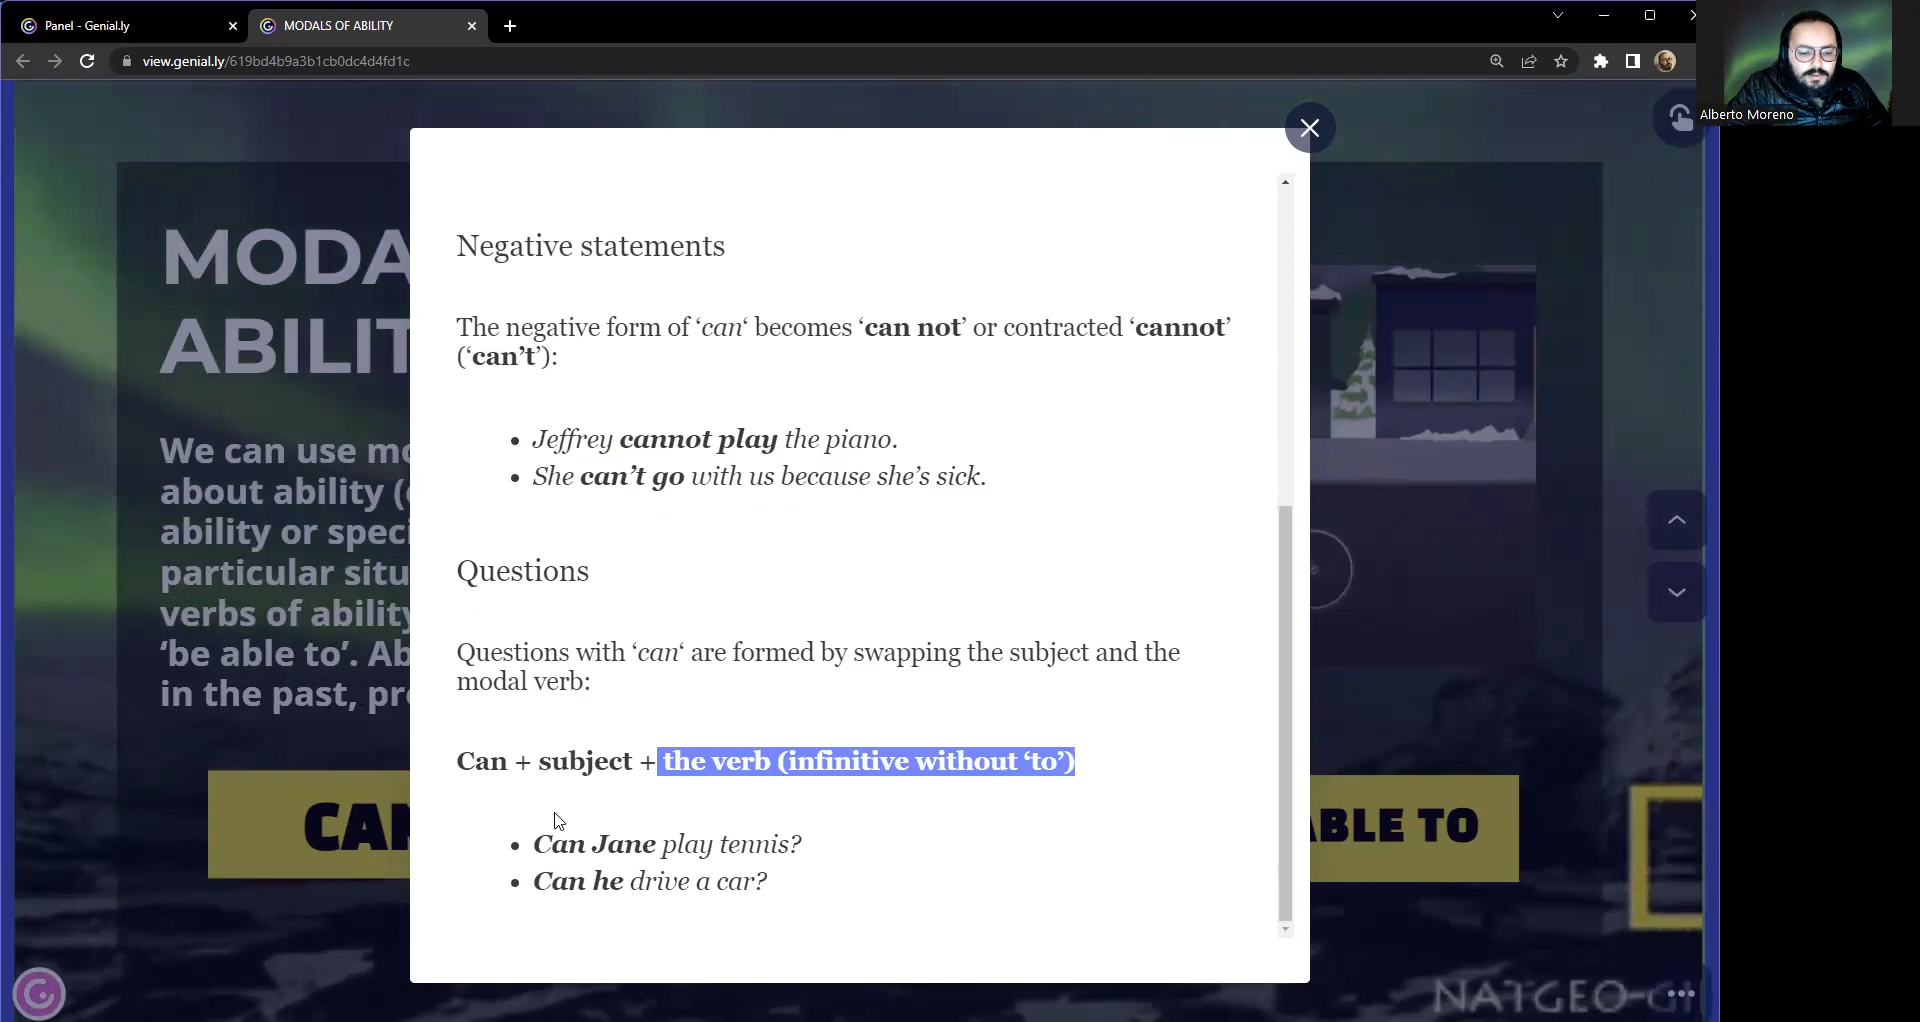 Panel - Genial.ly
MODALS OF ABILITY
view.genial.ly/619bd4b9a3b1cb0dc4d4fd1c
Alberto Moreno
MODA
ABILIT
We can use mo
about ability (
ability or speci
particular situ
verbs of ability
‘be able to’. Ab
in the past, pre
CAN
Negative statements
The negative form of ‘can‘ becomes ‘can not’ or contracted ‘cannot’
(‘can’t’):
• Jeffrey cannot play the piano.
• She can’t go with us because she’s sick.
Questions
Questions with ‘can‘ are formed by swapping the subject and the
modal verb:
Can + subject + the verb (infinitive without ‘to’)
• Can Jane play tennis?
• Can he drive a car?
ABLE TO
NATGEO-GI